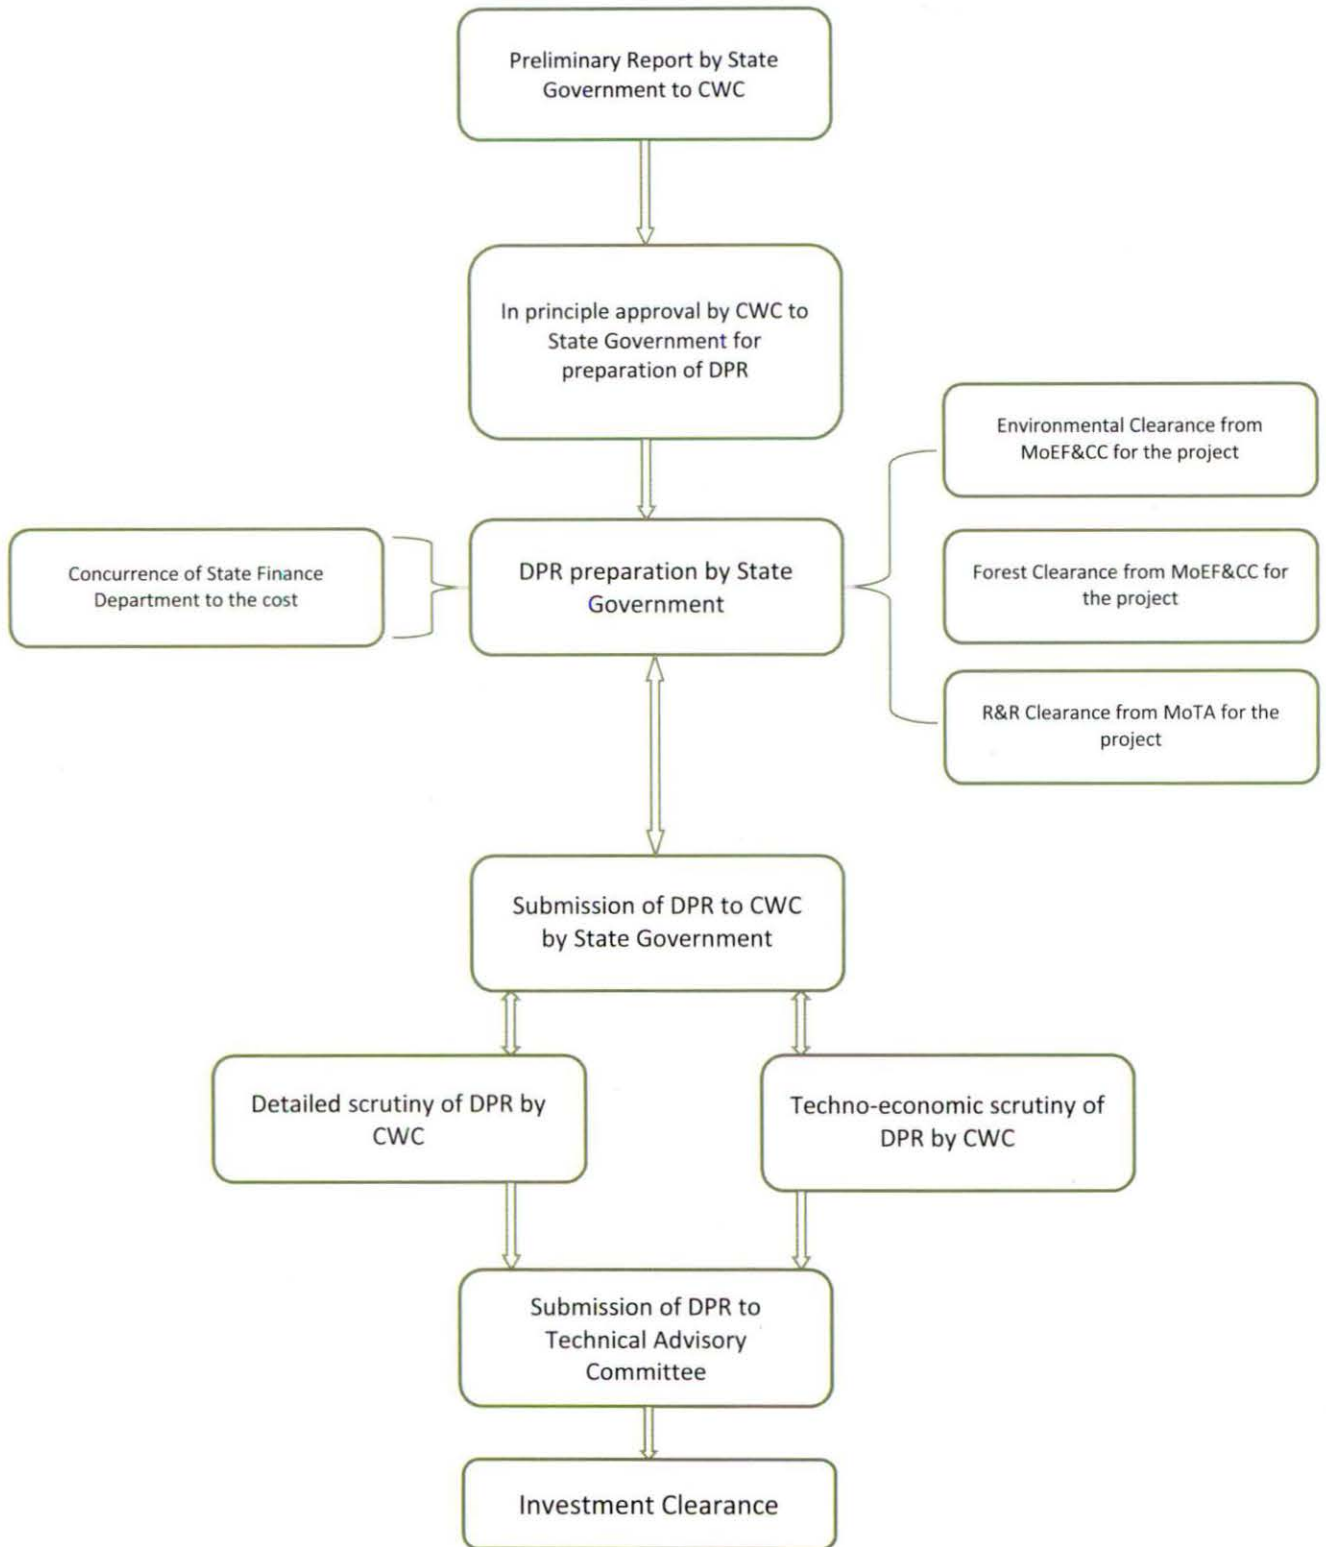 Preliminary Report by State
Government to CWC
In principle approval by CWC to
State Government for
preparation of DPR
Environmental Clearance from
MoEF&CC for the project
Concurrence of State Finance
Department to the cost
DPR preparation by State
Government
Forest Clearance from MoEF&CC for
the project
R&R Clearance from MoTA for the
project
Submission of DPR to CWC
by State Government
Detailed scrutiny of DPR by
CWC
Techno-economic scrutiny of
DPR by CWC
Submission of DPR to
Technical Advisory
Committee
Investment Clearance